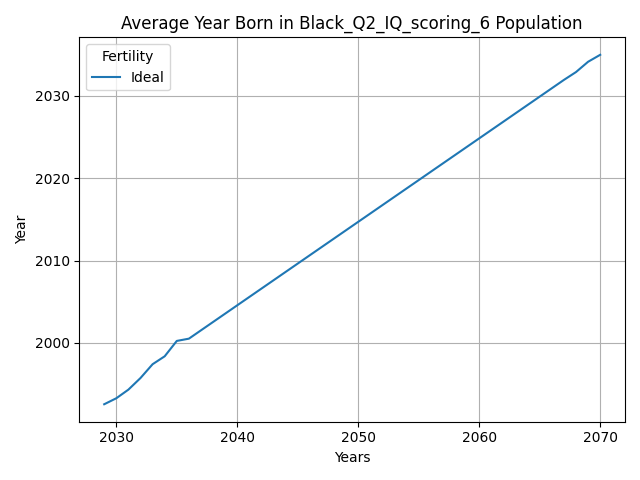 Average Year Born in Black_Q2_IQ_scoring_6 Population
Fertility
Ideal
Year
2030
2020
2010
2000
2030 2040 2050 2060 2070
Years